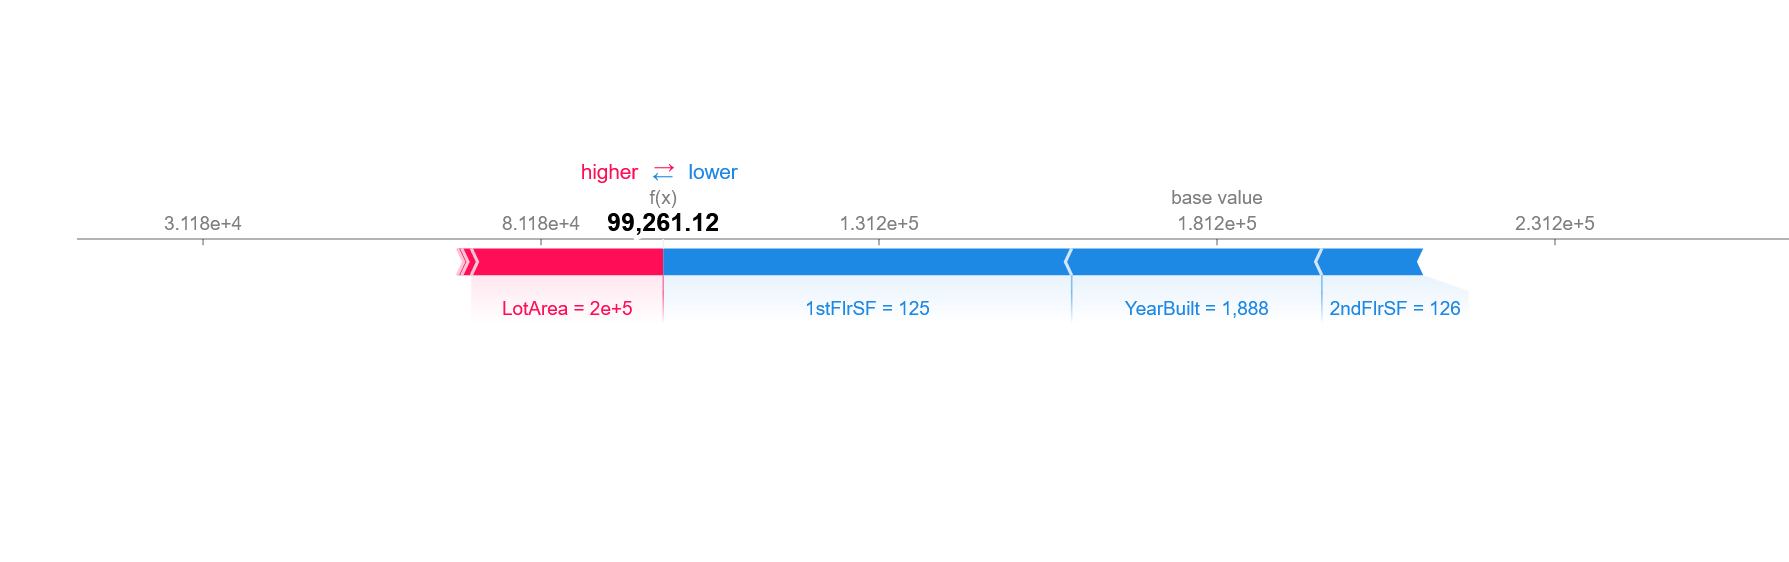 higher ⇄ lower
f(x)
base value
3.118e+4
8.118e+4
99,261.12
1.312e+5
1.812e+5
2.312e+5
LotArea = 2e+5
1stFlrSF = 125
YearBuilt = 1,888
2ndFlrSF = 126